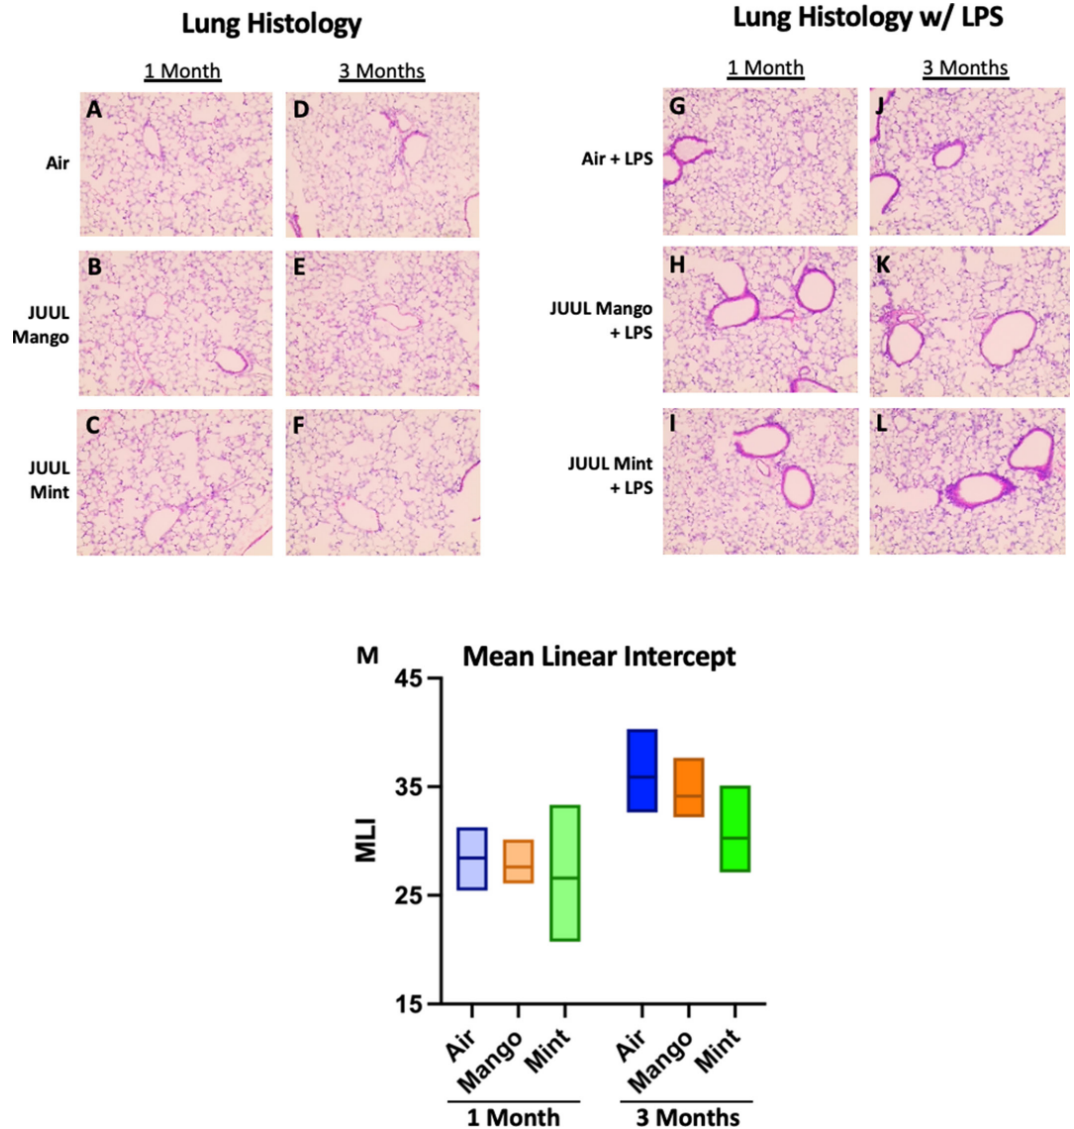 Lung Histology
1 Month
3 Months
A
D
Air
B
E
JUUL
Mango
C
F
JUUL
Mint
Lung Histology w/ LPS
1 Month
3 Months
G
J
Air + LPS
H
K
JUUL Mango
+ LPS
I
L
JUUL Mint
+ LPS
M
Mean Linear Intercept
45
35
25
15
MLI
Air
Mango
Mint
Air
Mango
Mint
1 Month
3 Months